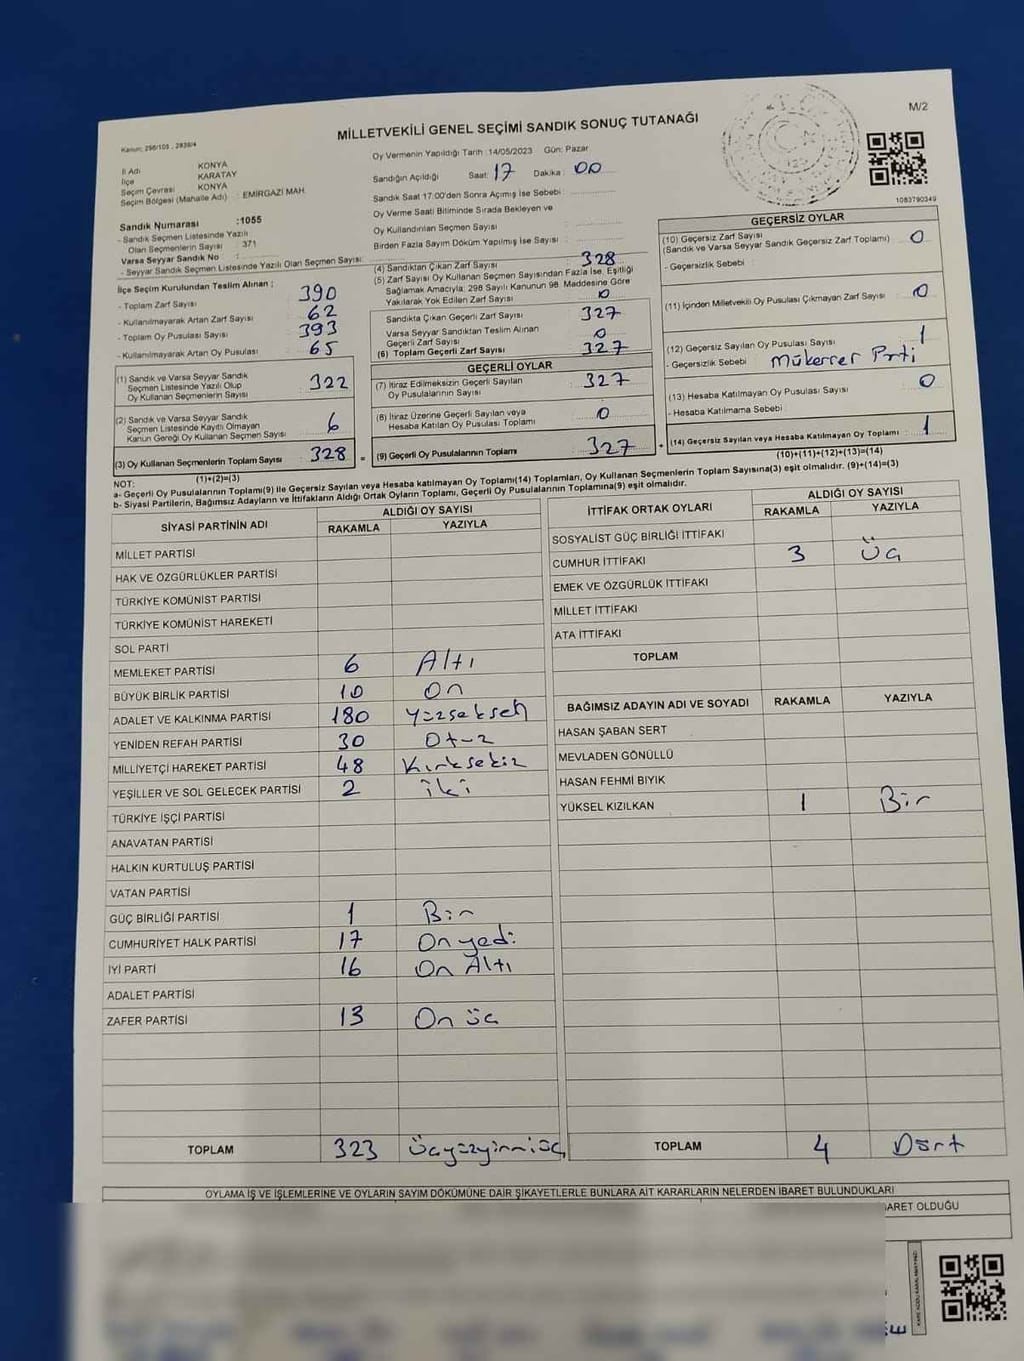 M/2
MİLLETVEKİLİ GENEL SEÇİMİ SANDIK SONUÇ TUTANAĞI
Kanun: 298/105 , 2839/4
İl Adı KONYA
İlçe KARATAY
Seçim Çevresi KONYA
Seçim Bölgesi (Mahalle Adı) : EMİRGAZİ MAH.
Oy Vermenin Yapıldığı Tarih :14/05/2023 Gün: Pazar
Sandığın Açıldığı Saat: 17 Dakika: 00
Sandık Saat 17.00'den Sonra Açımış İse Sebebi :
Oy Verme Saati Bitiminde Sırada Bekleyen ve
Oy Kullandırılan Seçmen Sayısı :
Birden Fazla Sayım Döküm Yapılmış İse Sayısı :
1083790349
Sandık Numarası :1055
- Sandık Seçmen Listesinde Yazılı
Olan Seçmenlerin Sayısı : 371
Varsa Seyyar Sandık No :
- Seyyar Sandık Seçmen Listesinde Yazılı Olan Seçmen Sayısı:
İlçe Seçim Kurulundan Teslim Alınan :
- Toplam Zarf Sayısı : 390
- Kullanılmayarak Artan Zarf Sayısı : 62
- Toplam Oy Pusulası Sayısı : 393
- Kullanılmayarak Artan Oy Pusulası : 65
(1) Sandık ve Varsa Seyyar Sandık
Seçmen Listesinde Yazılı Olup
Oy Kullanan Seçmenlerin Sayısı : 322
(2) Sandık ve Varsa Seyyar Sandık
Seçmen Listesinde Kayıtlı Olmayan
Kanun Gereği Oy Kullanan Seçmen Sayısı : 6
(3) Oy Kullanan Seçmenlerin Toplam Sayısı : 328
(1)+(2)=(3)
(4) Sandıktan Çıkan Zarf Sayısı : 328
(5) Zarf Sayısı Oy Kullanan Seçmen Sayısından Fazla İse, Eşitliği
Sağlamak Amacıyla; 298 Sayılı Kanunun 98. Maddesine Göre
Yakılarak Yok Edilen Zarf Sayısı : 0
Sandıkta Çıkan Geçerli Zarf Sayısı : 327
Varsa Seyyar Sandıktan Teslim Alınan
Geçerli Zarf Sayısı : 0
(6) Toplam Geçerli Zarf Sayısı : 327
GEÇERLİ OYLAR
(7) İtiraz Edilmeksizin Geçerli Sayılan
Oy Pusulalarının Sayısı : 327
(8) İtiraz Üzerine Geçerli Sayılan veya
Hesaba Katılan Oy Pusulası Toplamı : 0
= (9) Geçerli Oy Pusulalarının Toplamı : 327
GEÇERSİZ OYLAR
(10) Geçersiz Zarf Sayısı
(Sandık ve Varsa Seyyar Sandık Geçersiz Zarf Toplamı) : 0
- Geçersizlik Sebebi :
(11) İçinden Milletvekili Oy Pusulası Çıkmayan Zarf Sayısı : 0
(12) Geçersiz Sayılan Oy Pusulası Sayısı : 1
- Geçersizlik Sebebi : Mükerrer Prti
(13) Hesaba Katılmayan Oy Pusulası Sayısı : 0
- Hesaba Katılmama Sebebi :
+ (14) Geçersiz Sayılan veya Hesaba Katılmayan Oy Toplamı : 1
(10)+(11)+(12)+(13)=(14)
NOT:
a- Geçerli Oy Pusulalarının Toplamı(9) ile Geçersiz Sayılan veya Hesaba katılmayan Oy Toplamı(14) Toplamları, Oy Kullanan Seçmenlerin Toplam Sayısına(3) eşit olmalıdır. (9)+(14)=(3)
b- Siyasi Partilerin, Bağımsız Adayların ve İttifakların Aldığı Ortak Oyların Toplamı, Geçerli Oy Pusulalarının Toplamına(9) eşit olmalıdır.
SİYASİ PARTİNİN ADI ALDIĞI OY SAYISI
RAKAMLA YAZIYLA
MİLLET PARTİSİ
HAK VE ÖZGÜRLÜKLER PARTİSİ
TÜRKİYE KOMÜNİST PARTİSİ
TÜRKİYE KOMÜNİST HAREKETİ
SOL PARTİ
MEMLEKET PARTİSİ 6 Altı
BÜYÜK BİRLİK PARTİSİ 10 On
ADALET VE KALKINMA PARTİSİ 180 Yüzseksen
YENİDEN REFAH PARTİSİ 30 Otuz
MİLLİYETÇİ HAREKET PARTİSİ 48 Kırksekiz
YEŞİLLER VE SOL GELECEK PARTİSİ 2 İki
TÜRKİYE İŞÇİ PARTİSİ
ANAVATAN PARTİSİ
HALKIN KURTULUŞ PARTİSİ
VATAN PARTİSİ
GÜÇ BİRLİĞİ PARTİSİ 1 Bir
CUMHURİYET HALK PARTİSİ 17 On yedi
İYİ PARTİ 16 On Altı
ADALET PARTİSİ
ZAFER PARTİSİ 13 On üç
TOPLAM 323 Üçyüzyirmiüç
İTTİFAK ORTAK OYLARI ALDIĞI OY SAYISI
RAKAMLA YAZIYLA
SOSYALİST GÜÇ BİRLİĞİ İTTİFAKI
CUMHUR İTTİFAKI 3 Üç
EMEK VE ÖZGÜRLÜK İTTİFAKI
MİLLET İTTİFAKI
ATA İTTİFAKI
TOPLAM
BAĞIMSIZ ADAYIN ADI VE SOYADI RAKAMLA YAZIYLA
HASAN ŞABAN SERT
MEVLADEN GÖNÜLLÜ
HASAN FEHMİ BIYIK
YÜKSEL KIZILKAN 1 Bir
TOPLAM 4 Dört
OYLAMA İŞ VE İŞLEMLERİNE VE OYLARIN SAYIM DÖKÜMÜNE DAİR ŞİKAYETLERLE BUNLARA AİT KARARLARIN NELERDEN İBARET BULUNDUKLARI
BARET OLDUĞU